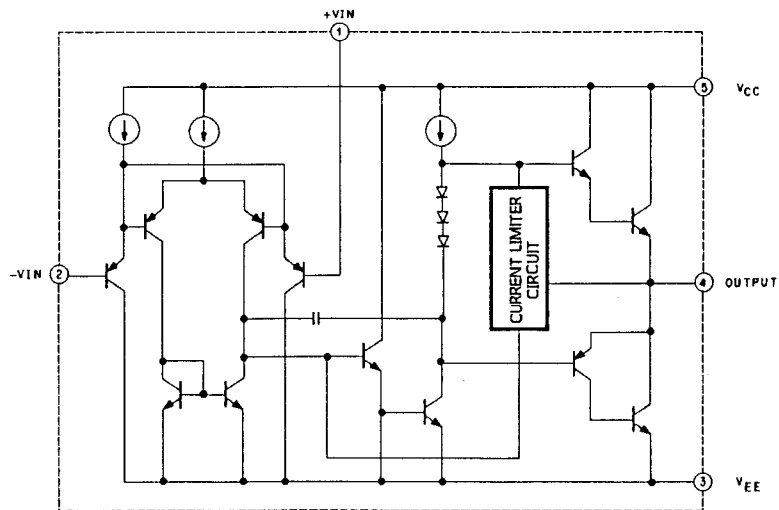 +VIN
1
5 VCC
-VIN 2
CURRENT LIMITER
CIRCUIT
4 OUTPUT
3 VEE